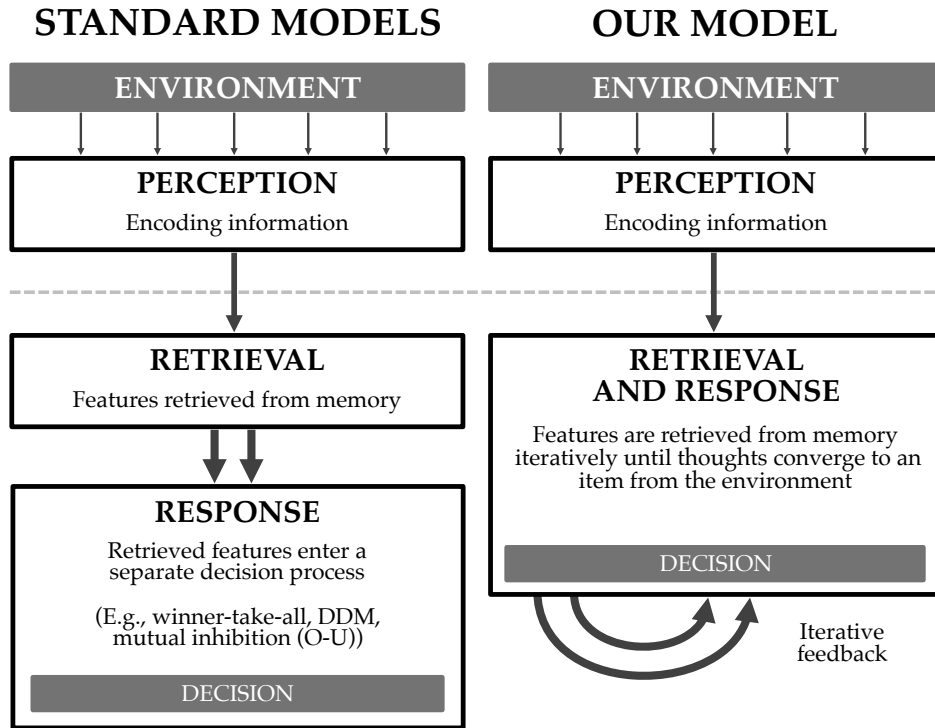 STANDARD MODELS
ENVIRONMENT
PERCEPTION
Encoding information
RETRIEVAL
Features retrieved from memory
RESPONSE
Retrieved features enter a
separate decision process
(E.g., winner-take-all, DDM,
mutual inhibition (O-U))
DECISION
OUR MODEL
ENVIRONMENT
PERCEPTION
Encoding information
RETRIEVAL
AND RESPONSE
Features are retrieved from memory
iteratively until thoughts converge to an
item from the environment
DECISION
Iterative
feedback